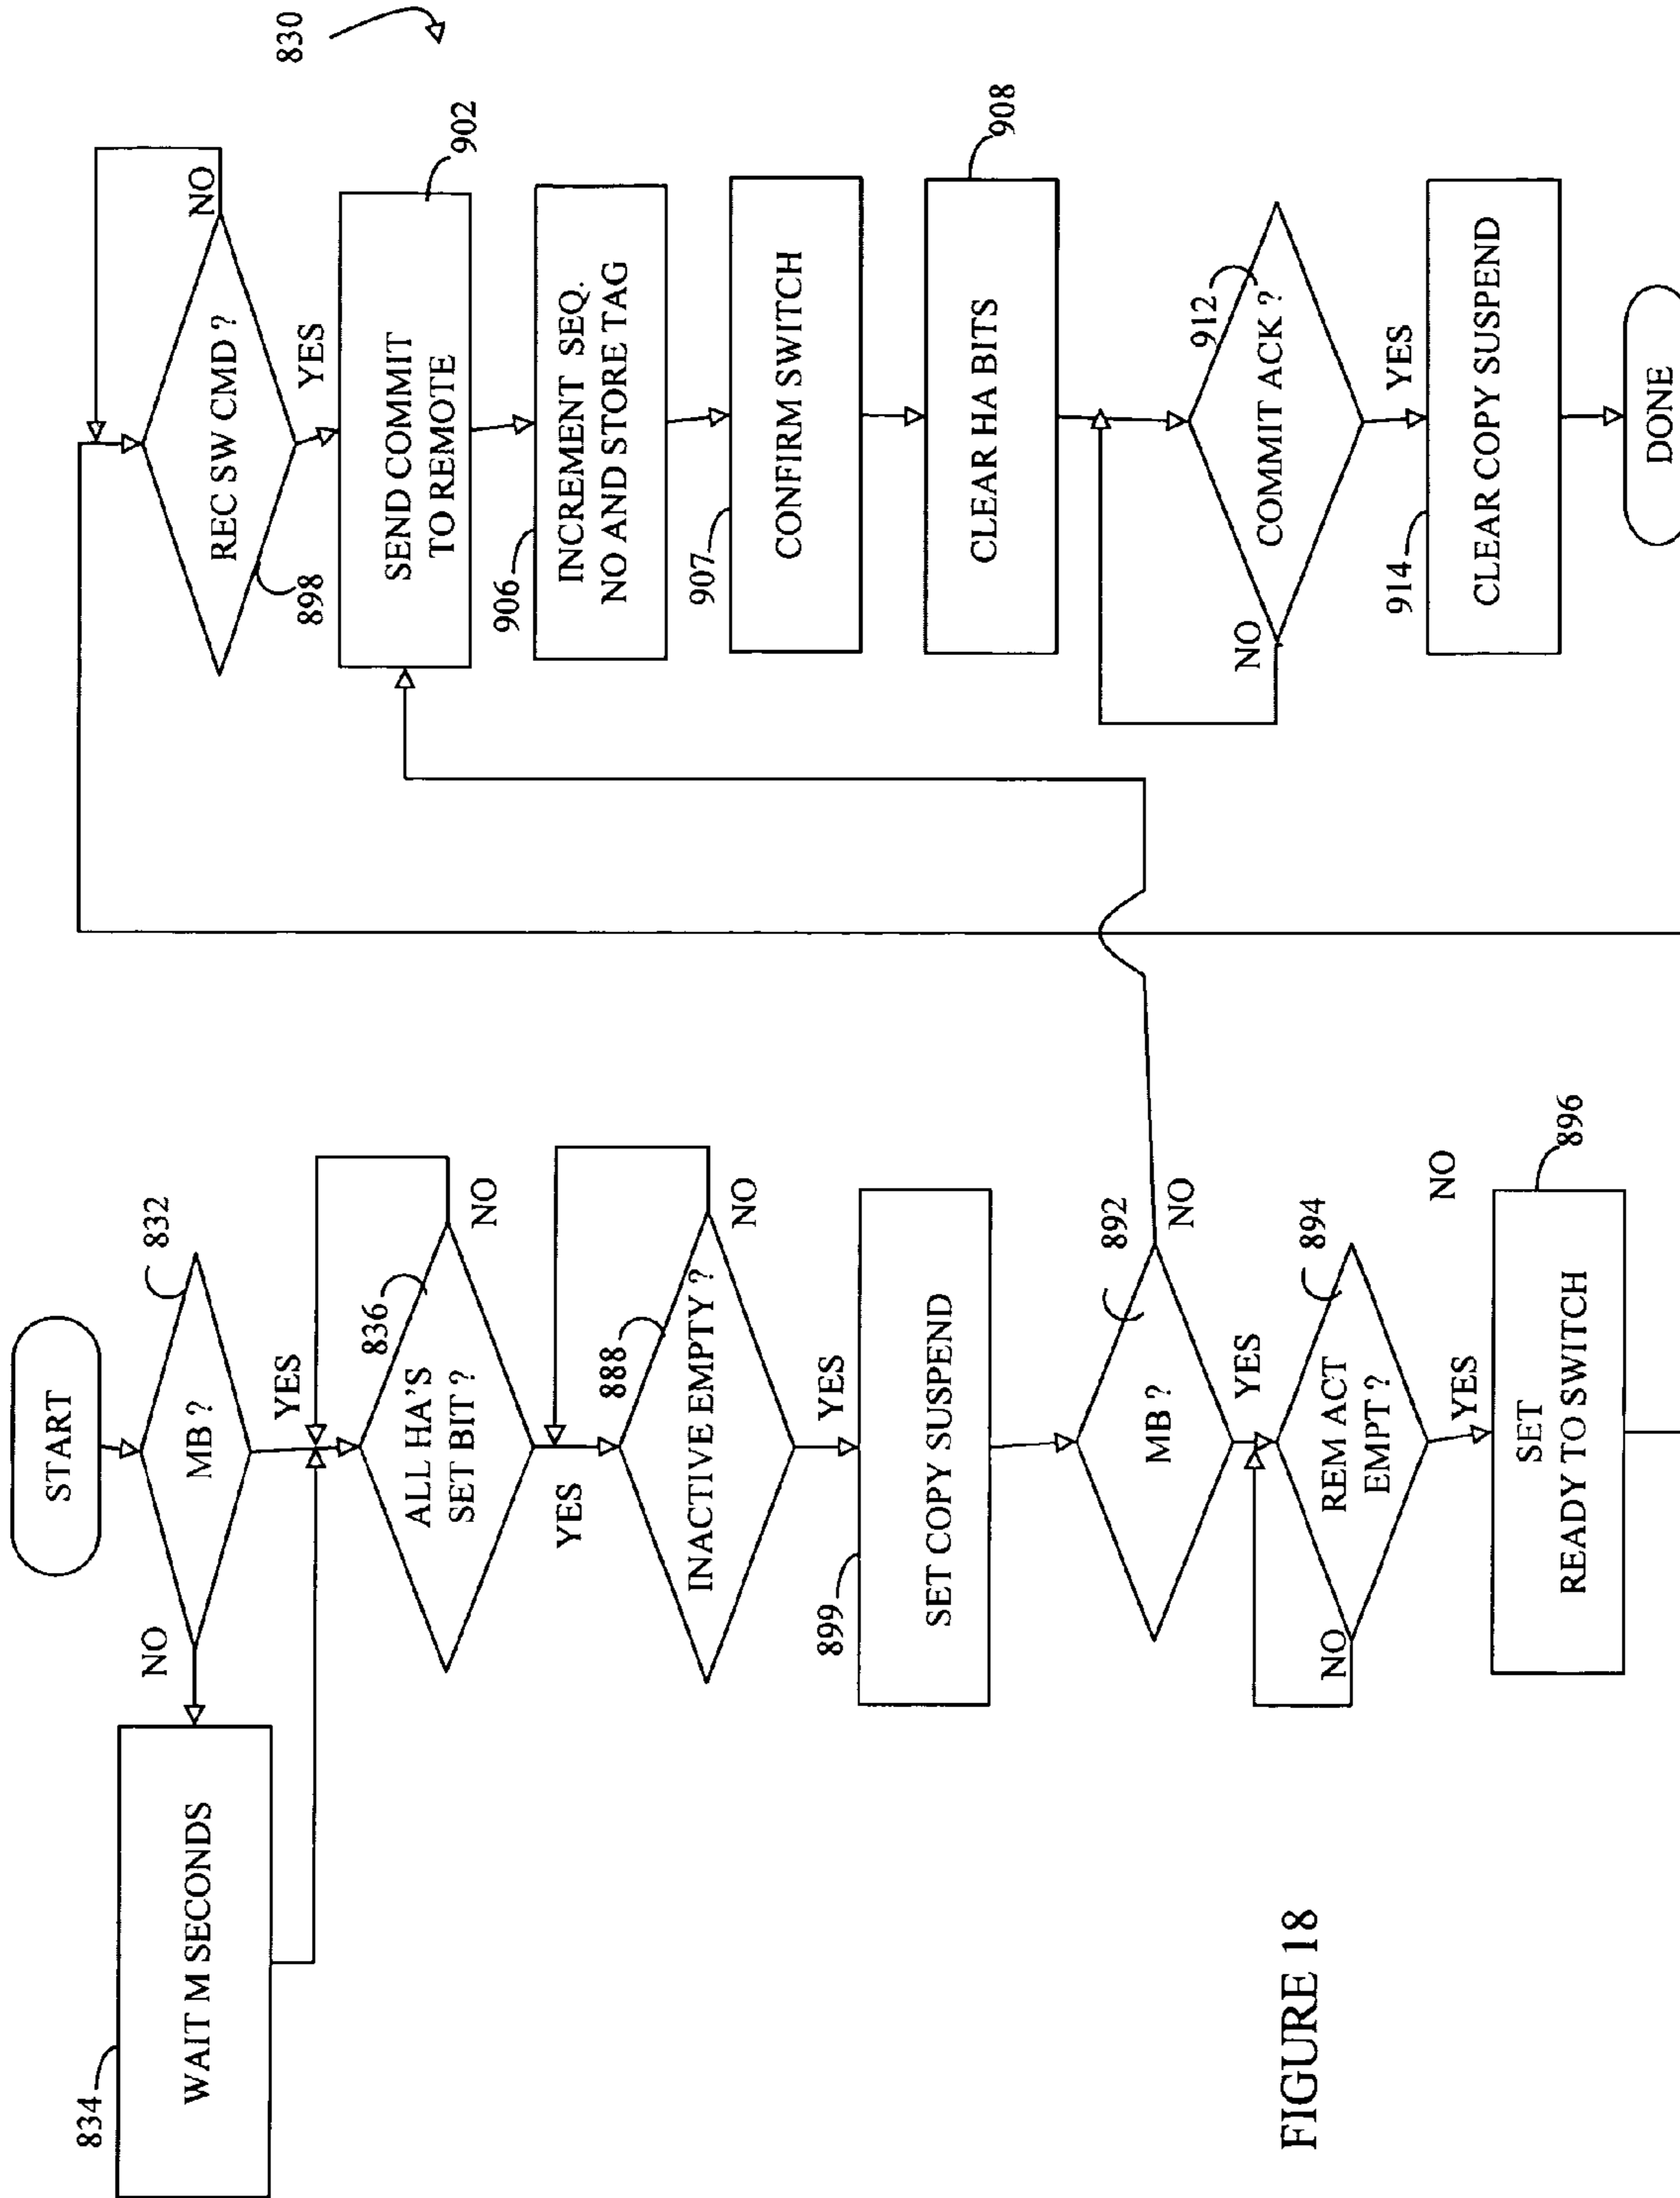 830
START
MB ?
832
NO
YES
834
WAIT M SECONDS
ALL HA'S
SET BIT ?
836
NO
YES
INACTIVE EMPTY ?
888
NO
YES
899
SET COPY SUSPEND
MB ?
892
NO
YES
REM ACT
EMPTY ?
894
NO
YES
NO
SET
READY TO SWITCH
896
REC SW CMD ?
898
NO
YES
SEND COMMIT
TO REMOTE
902
906
INCREMENT SEQ.
NO AND STORE TAG
907
CONFIRM SWITCH
CLEAR HA BITS
908
COMMIT ACK ?
912
NO
YES
914
CLEAR COPY SUSPEND
DONE
FIGURE 18